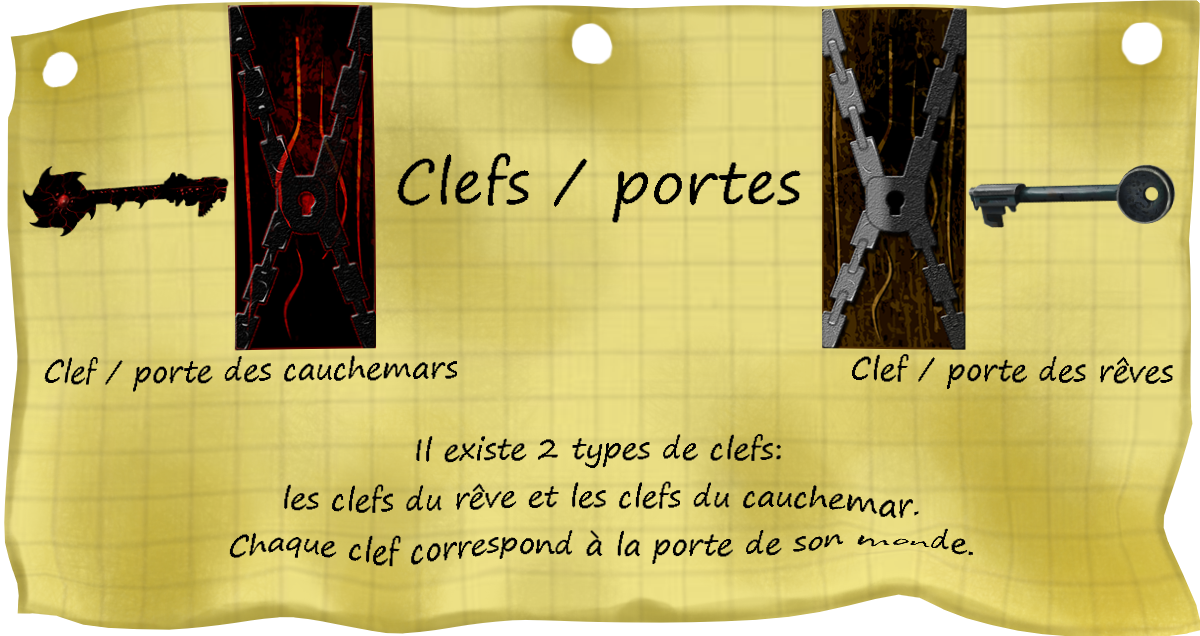 Clefs / portes
Clef / porte des cauchemars
Clef / porte des rêves
Il existe 2 types de clefs:
les clefs du rêve et les clefs du cauchemar.
Chaque clef correspond à la porte de son monde.